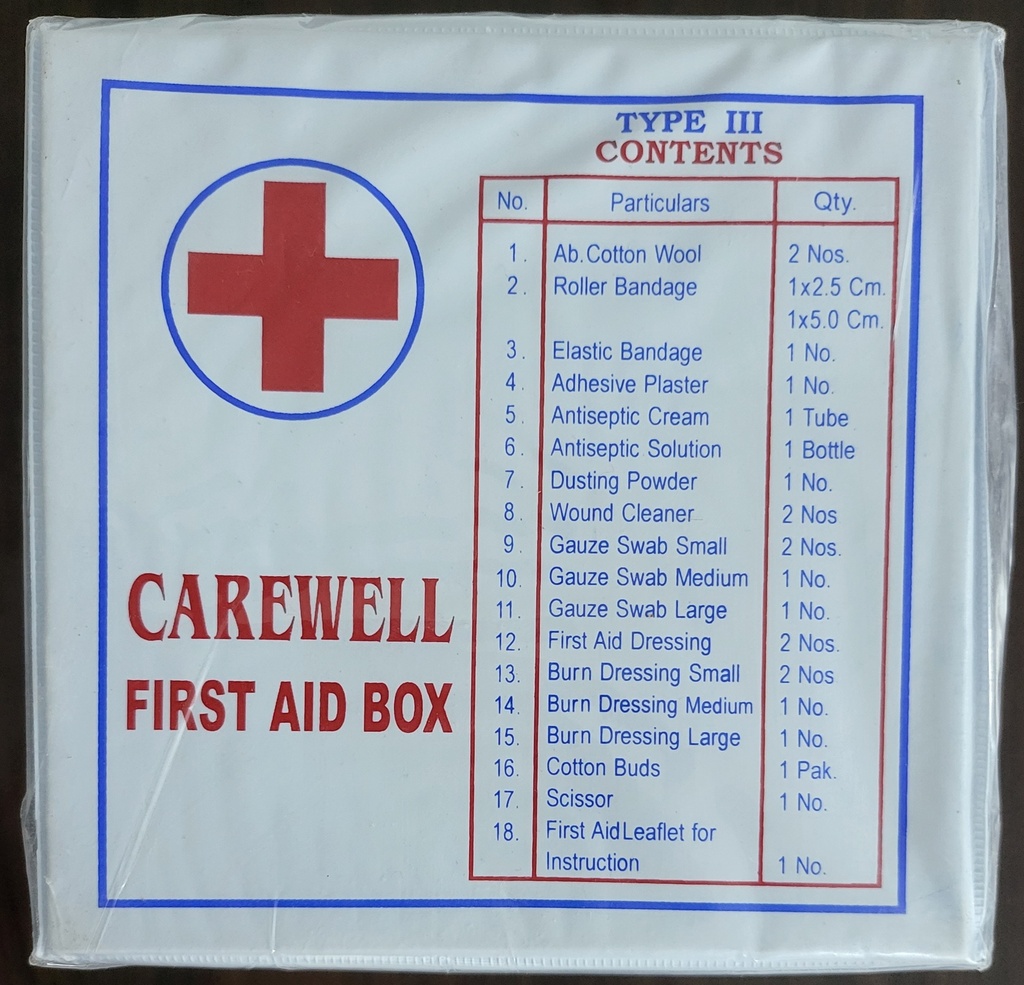 TYPE III
CONTENTS
No. Particulars Qty.
1. Ab.Cotton Wool 2 Nos.
2. Roller Bandage 1x2.5 Cm.
1x5.0 Cm.
3. Elastic Bandage 1 No.
4. Adhesive Plaster 1 No.
5. Antiseptic Cream 1 Tube
6. Antiseptic Solution 1 Bottle
7. Dusting Powder 1 No.
8. Wound Cleaner 2 Nos
9. Gauze Swab Small 2 Nos.
10. Gauze Swab Medium 1 No.
11. Gauze Swab Large 1 No.
12. First Aid Dressing 2 Nos.
13. Burn Dressing Small 2 Nos
14. Burn Dressing Medium 1 No.
15. Burn Dressing Large 1 No.
16. Cotton Buds 1 Pak.
17. Scissor 1 No.
18. First Aid Leaflet for
Instruction 1 No.
CAREWELL
FIRST AID BOX